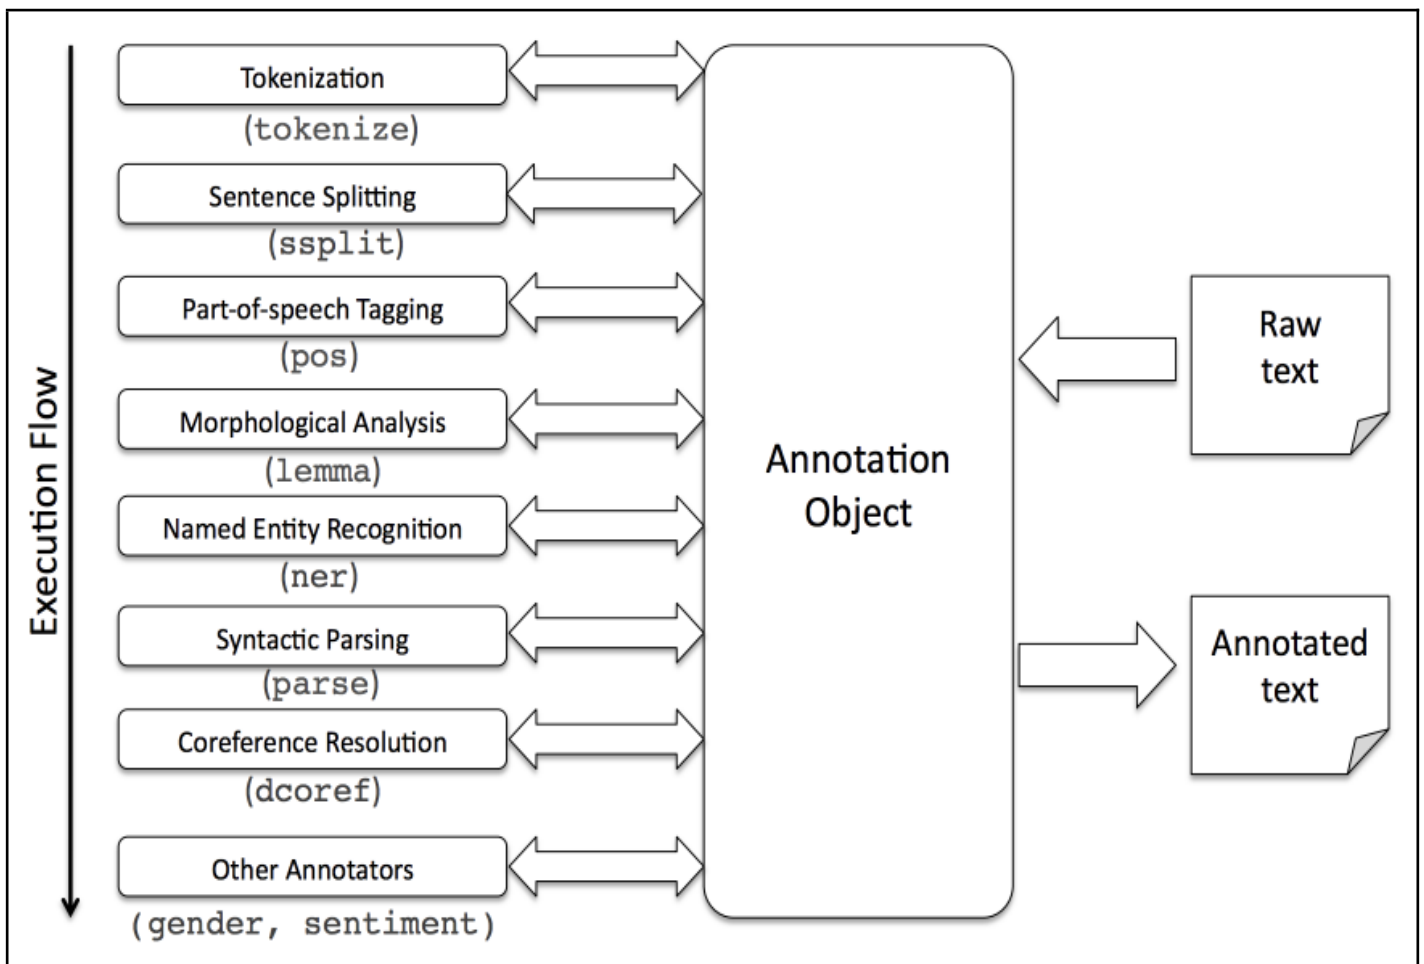 Execution Flow
Tokenization
(tokenize)
Sentence Splitting
(ssplit)
Part-of-speech Tagging
(pos)
Morphological Analysis
(lemma)
Named Entity Recognition
(ner)
Syntactic Parsing
(parse)
Coreference Resolution
(dcoref)
Other Annotators
(gender, sentiment)
Annotation
Object
Raw
text
Annotated
text